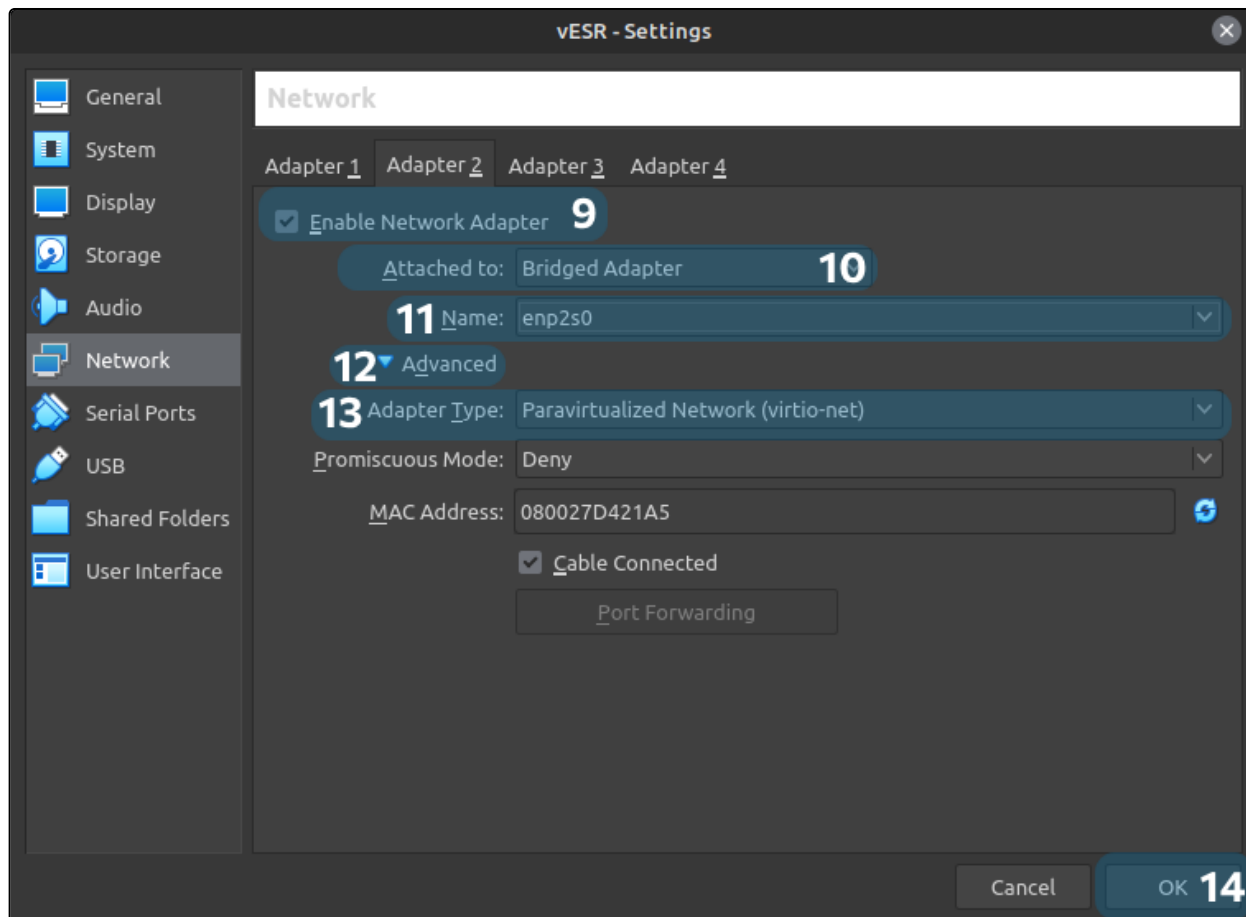 vESR - Settings
General
System
Display
Storage
Audio
Network
Serial Ports
USB
Shared Folders
User Interface
Network
Adapter 1 Adapter 2 Adapter 3 Adapter 4
Enable Network Adapter 9
Attached to: Bridged Adapter 10
11 Name: enp2s0
12 Advanced
13 Adapter Type: Paravirtualized Network (virtio-net)
Promiscuous Mode: Deny
MAC Address: 080027D421A5
Cable Connected
Port Forwarding
Cancel OK 14